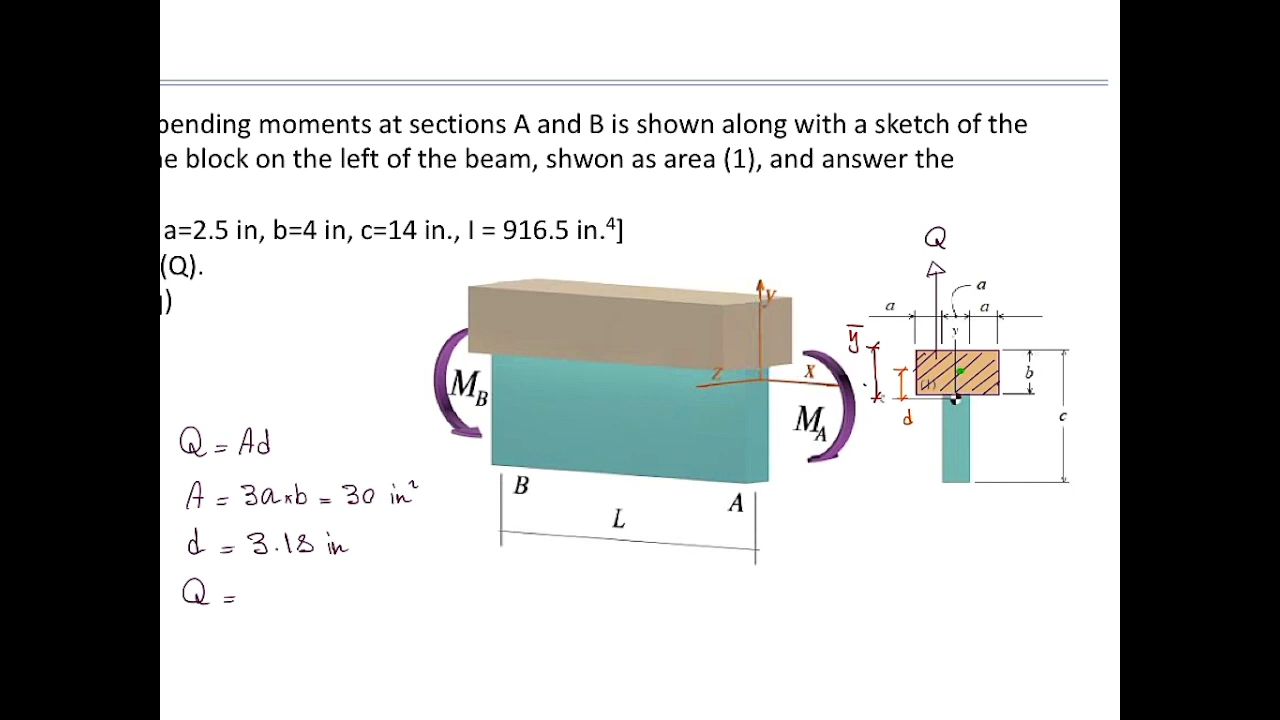 bending moments at sections A and B is shown along with a sketch of the
e block on the left of the beam, shwon as area (1), and answer the
a=2.5 in, b=4 in, c=14 in., I = 916.5 in.⁴]
(Q).
)
Q
a
a
a
y
y
ȳ
Z
X
(1)
b
d
c
M_B
M_A
Q = Ad
A = 3a×b = 30 in²
B
A
L
d = 3.18 in
Q =